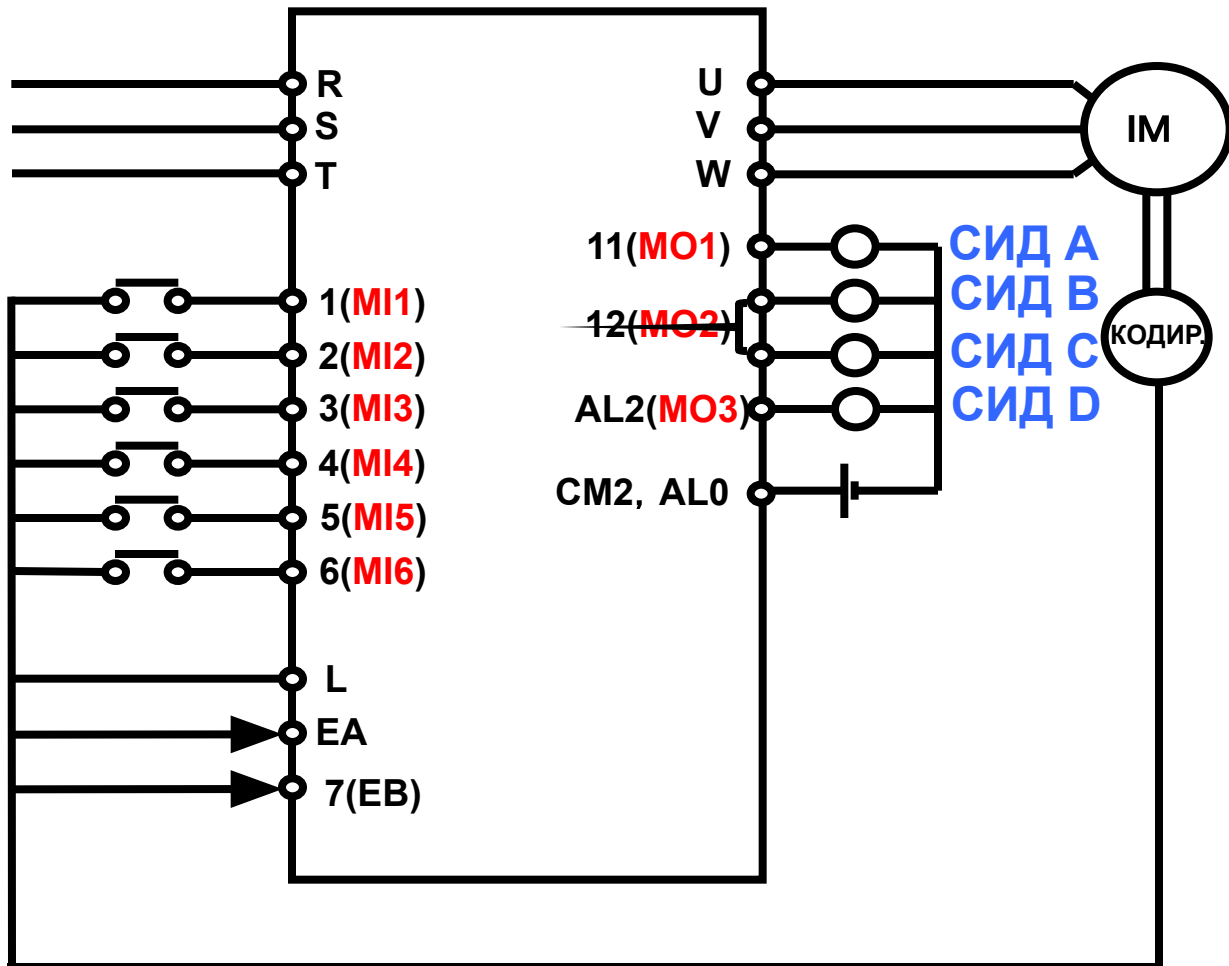 R
S
T
1(MI1)
2(MI2)
3(MI3)
4(MI4)
5(MI5)
6(MI6)
L
EA
7(EB)
U
V
W
11(MO1)
12(MO2)
AL2(MO3)
CM2, AL0
СИД A
СИД B
СИД C
СИД D
IM
КОДИР.